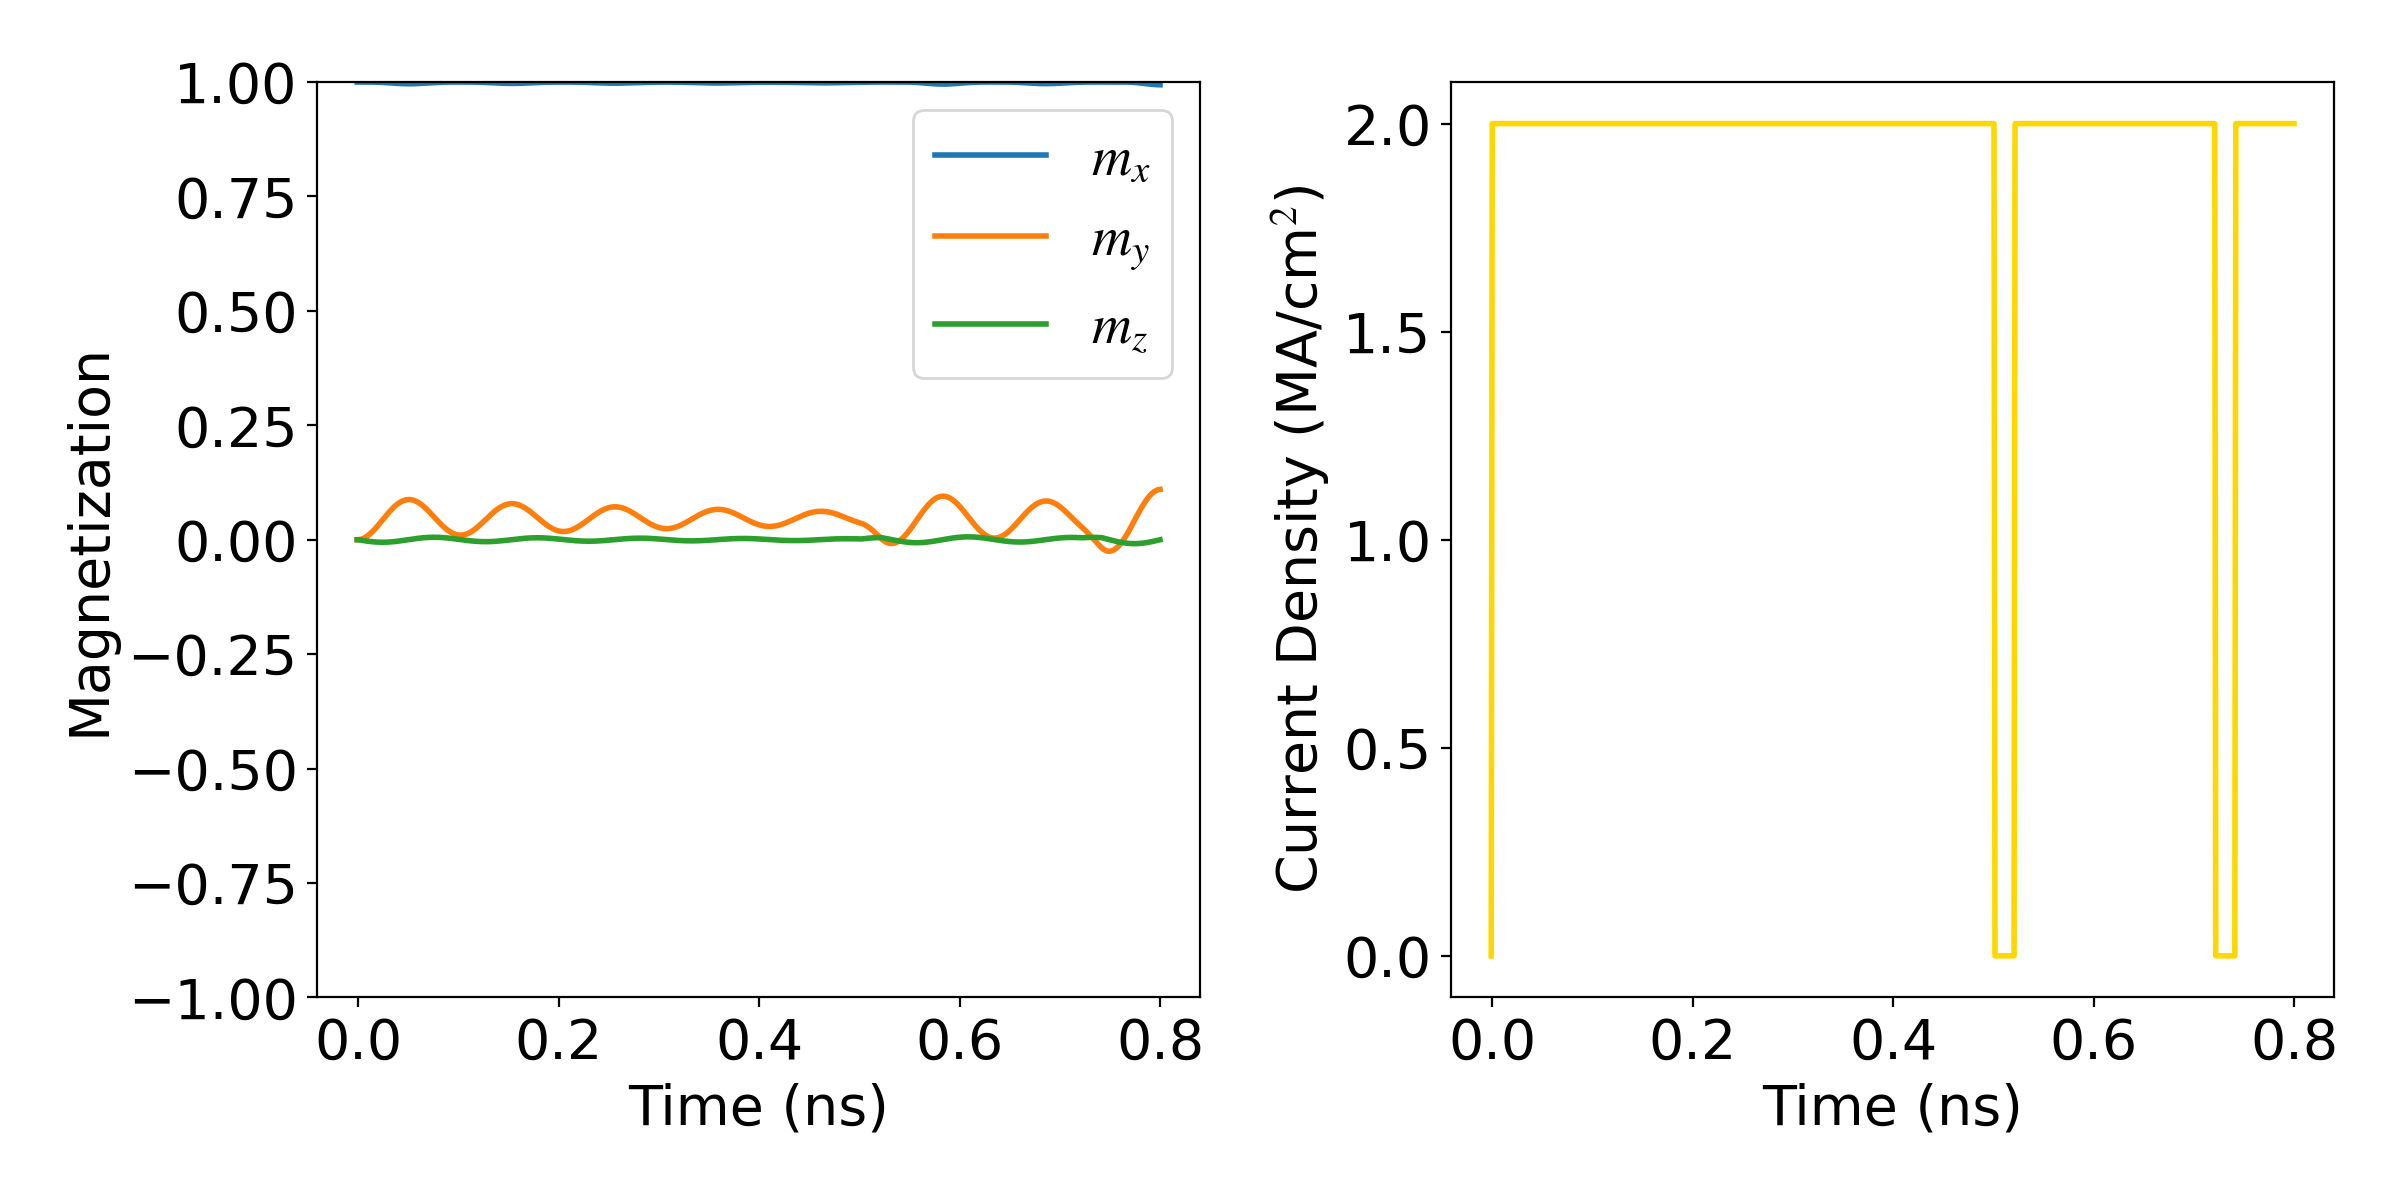 Magnetization
1.00
0.75
0.50
0.25
0.00
−0.25
−0.50
−0.75
−1.00
0.0 0.2 0.4 0.6 0.8
Time (ns)
m_x
m_y
m_z
Current Density (MA/cm²)
2.0
1.5
1.0
0.5
0.0
0.0 0.2 0.4 0.6 0.8
Time (ns)